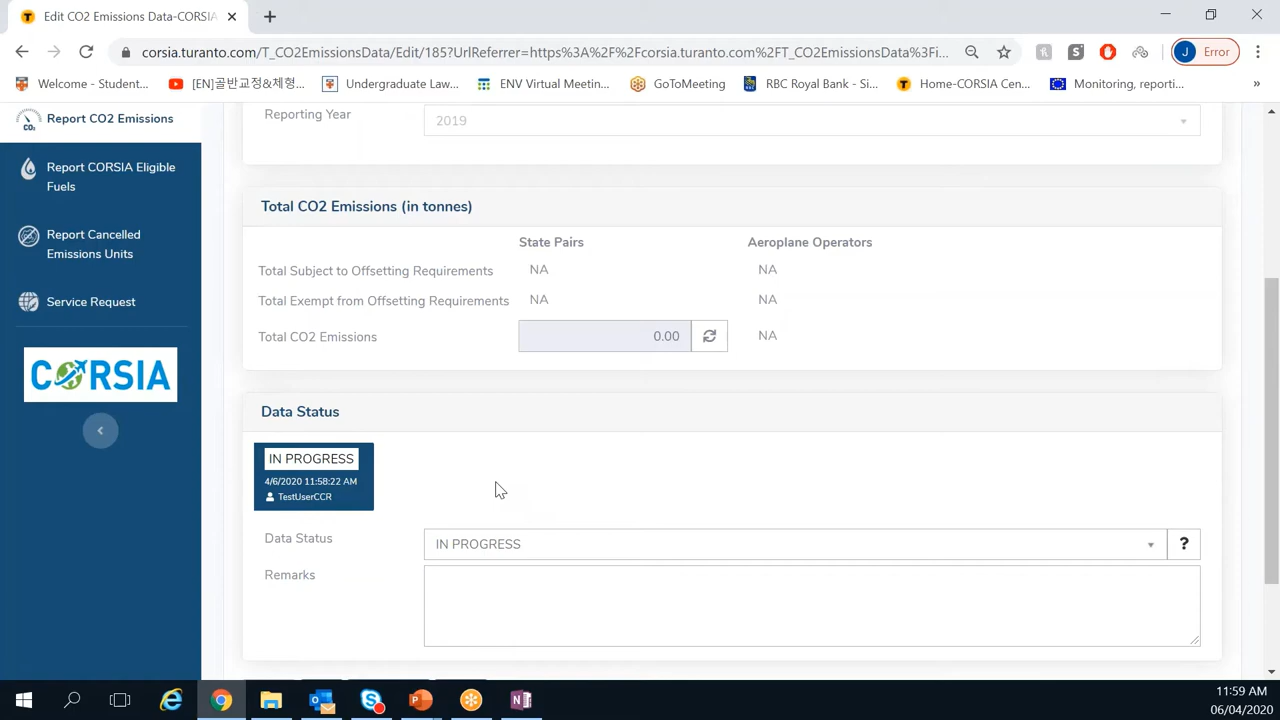 Edit CO2 Emissions Data-CORSIA
corsia.turanto.com/T_CO2EmissionsData/Edit/185?UrlReferrer=https%3A%2F%2Fcorsia.turanto.com%2FT_CO2EmissionsData%3Fi...
J Error
Welcome - Student...
[EN]골반교정&체형...
Undergraduate Law...
ENV Virtual Meetin...
GoToMeeting
RBC Royal Bank - Si...
Home-CORSIA Cen...
Monitoring, reporti...
»
CO2
Report CO2 Emissions
Report CORSIA Eligible
Fuels
Report Cancelled
Emissions Units
Service Request
CORSIA
Reporting Year
2019
Total CO2 Emissions (in tonnes)
State Pairs Aeroplane Operators
Total Subject to Offsetting Requirements NA NA
Total Exempt from Offsetting Requirements NA NA
Total CO2 Emissions 0.00 NA
Data Status
IN PROGRESS
4/6/2020 11:58:22 AM
TestUserCCR
Data Status IN PROGRESS ?
Remarks
11:59 AM
06/04/2020